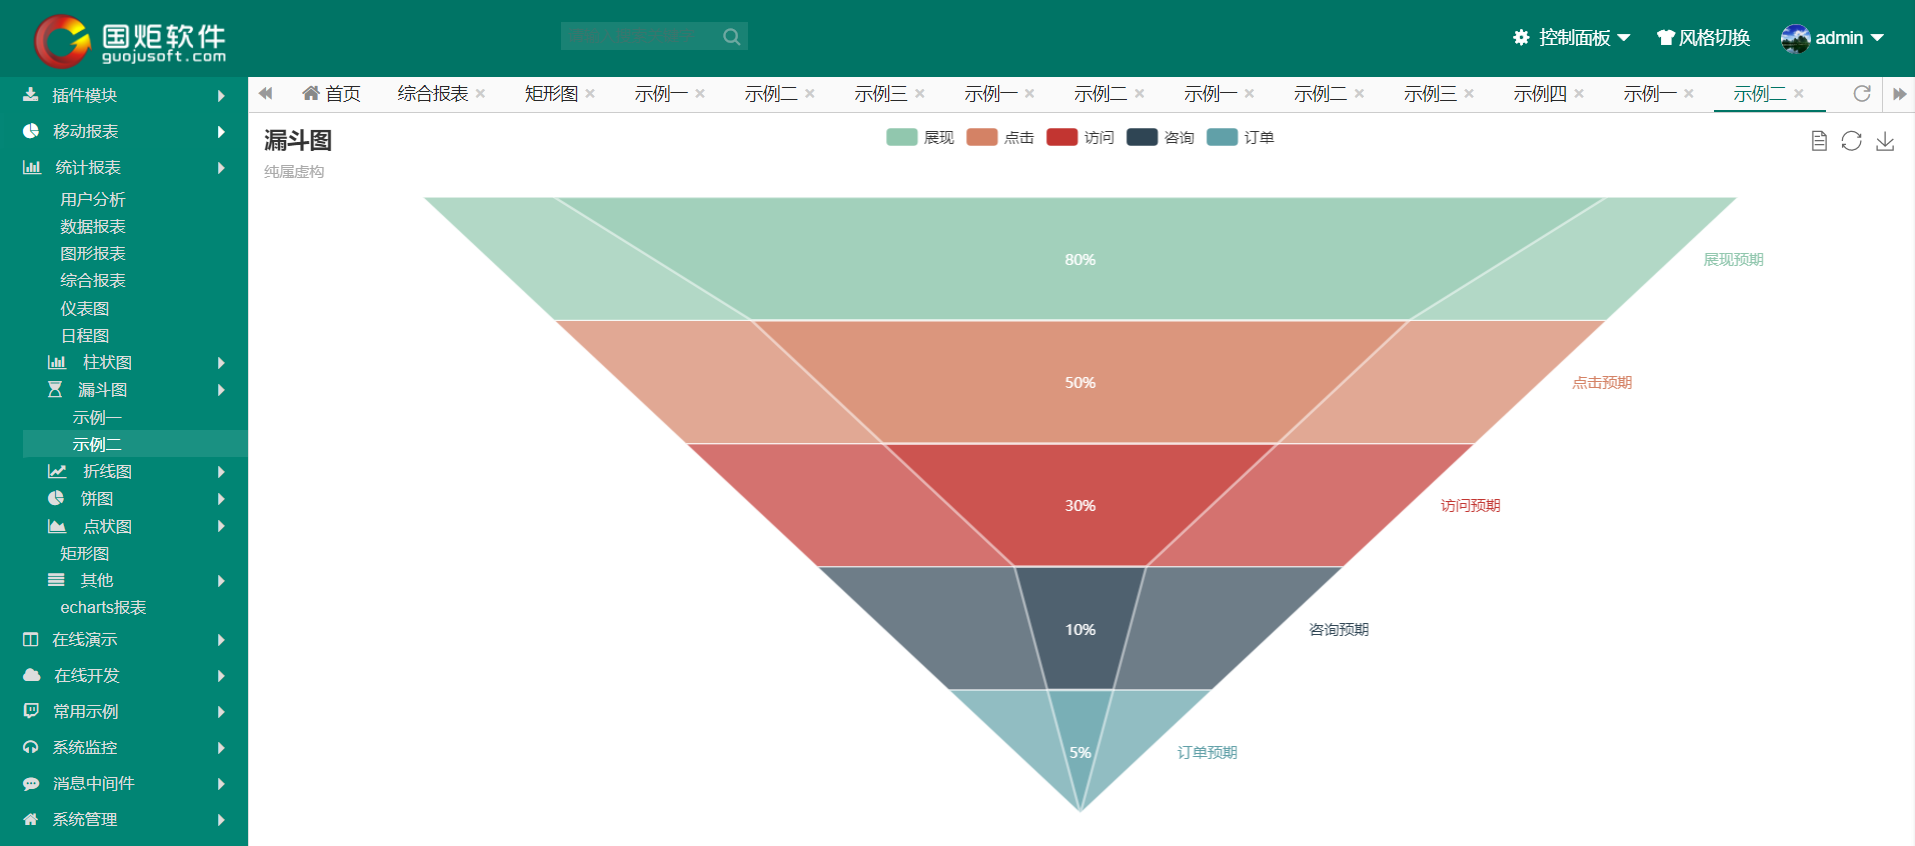 国炬软件
guojusoft.com
控制面板
风格切换
admin
插件模块
移动报表
统计报表
用户分析
数据报表
图形报表
综合报表
仪表图
日程图
柱状图
漏斗图
示例一
示例二
折线图
饼图
点状图
矩形图
其他
echarts报表
在线演示
在线开发
常用示例
系统监控
消息中间件
系统管理
首页 综合报表 矩形图 示例一 示例二 示例三 示例一 示例二 示例一 示例二 示例三 示例四 示例一 示例二
漏斗图
纯属虚构
展现 点击 访问 咨询 订单
80%
展现预期
50%
点击预期
30%
访问预期
10%
咨询预期
5%
订单预期